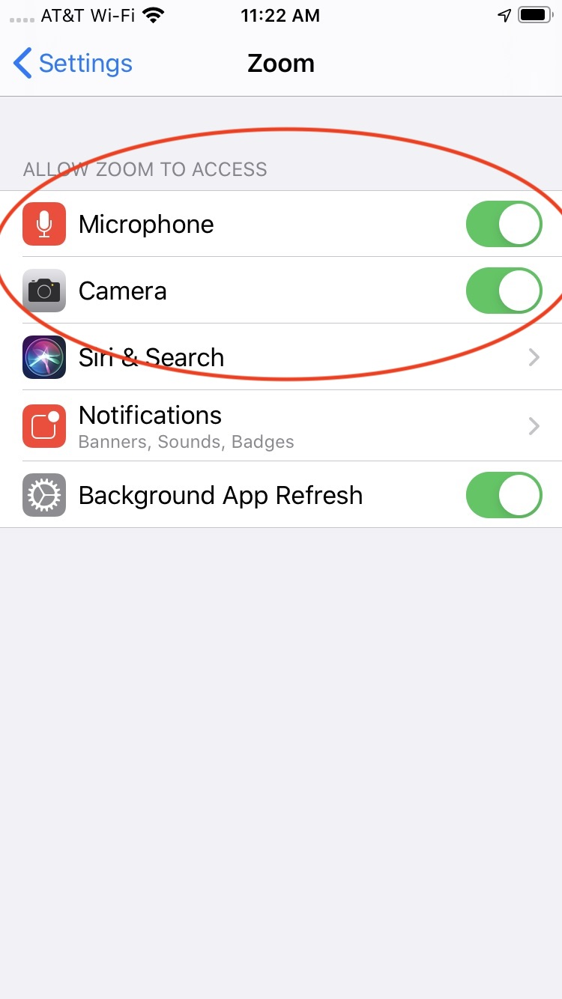 AT&T Wi-Fi 11:22 AM
Settings Zoom
ALLOW ZOOM TO ACCESS
Microphone
Camera
Siri & Search
Notifications
Banners, Sounds, Badges
Background App Refresh